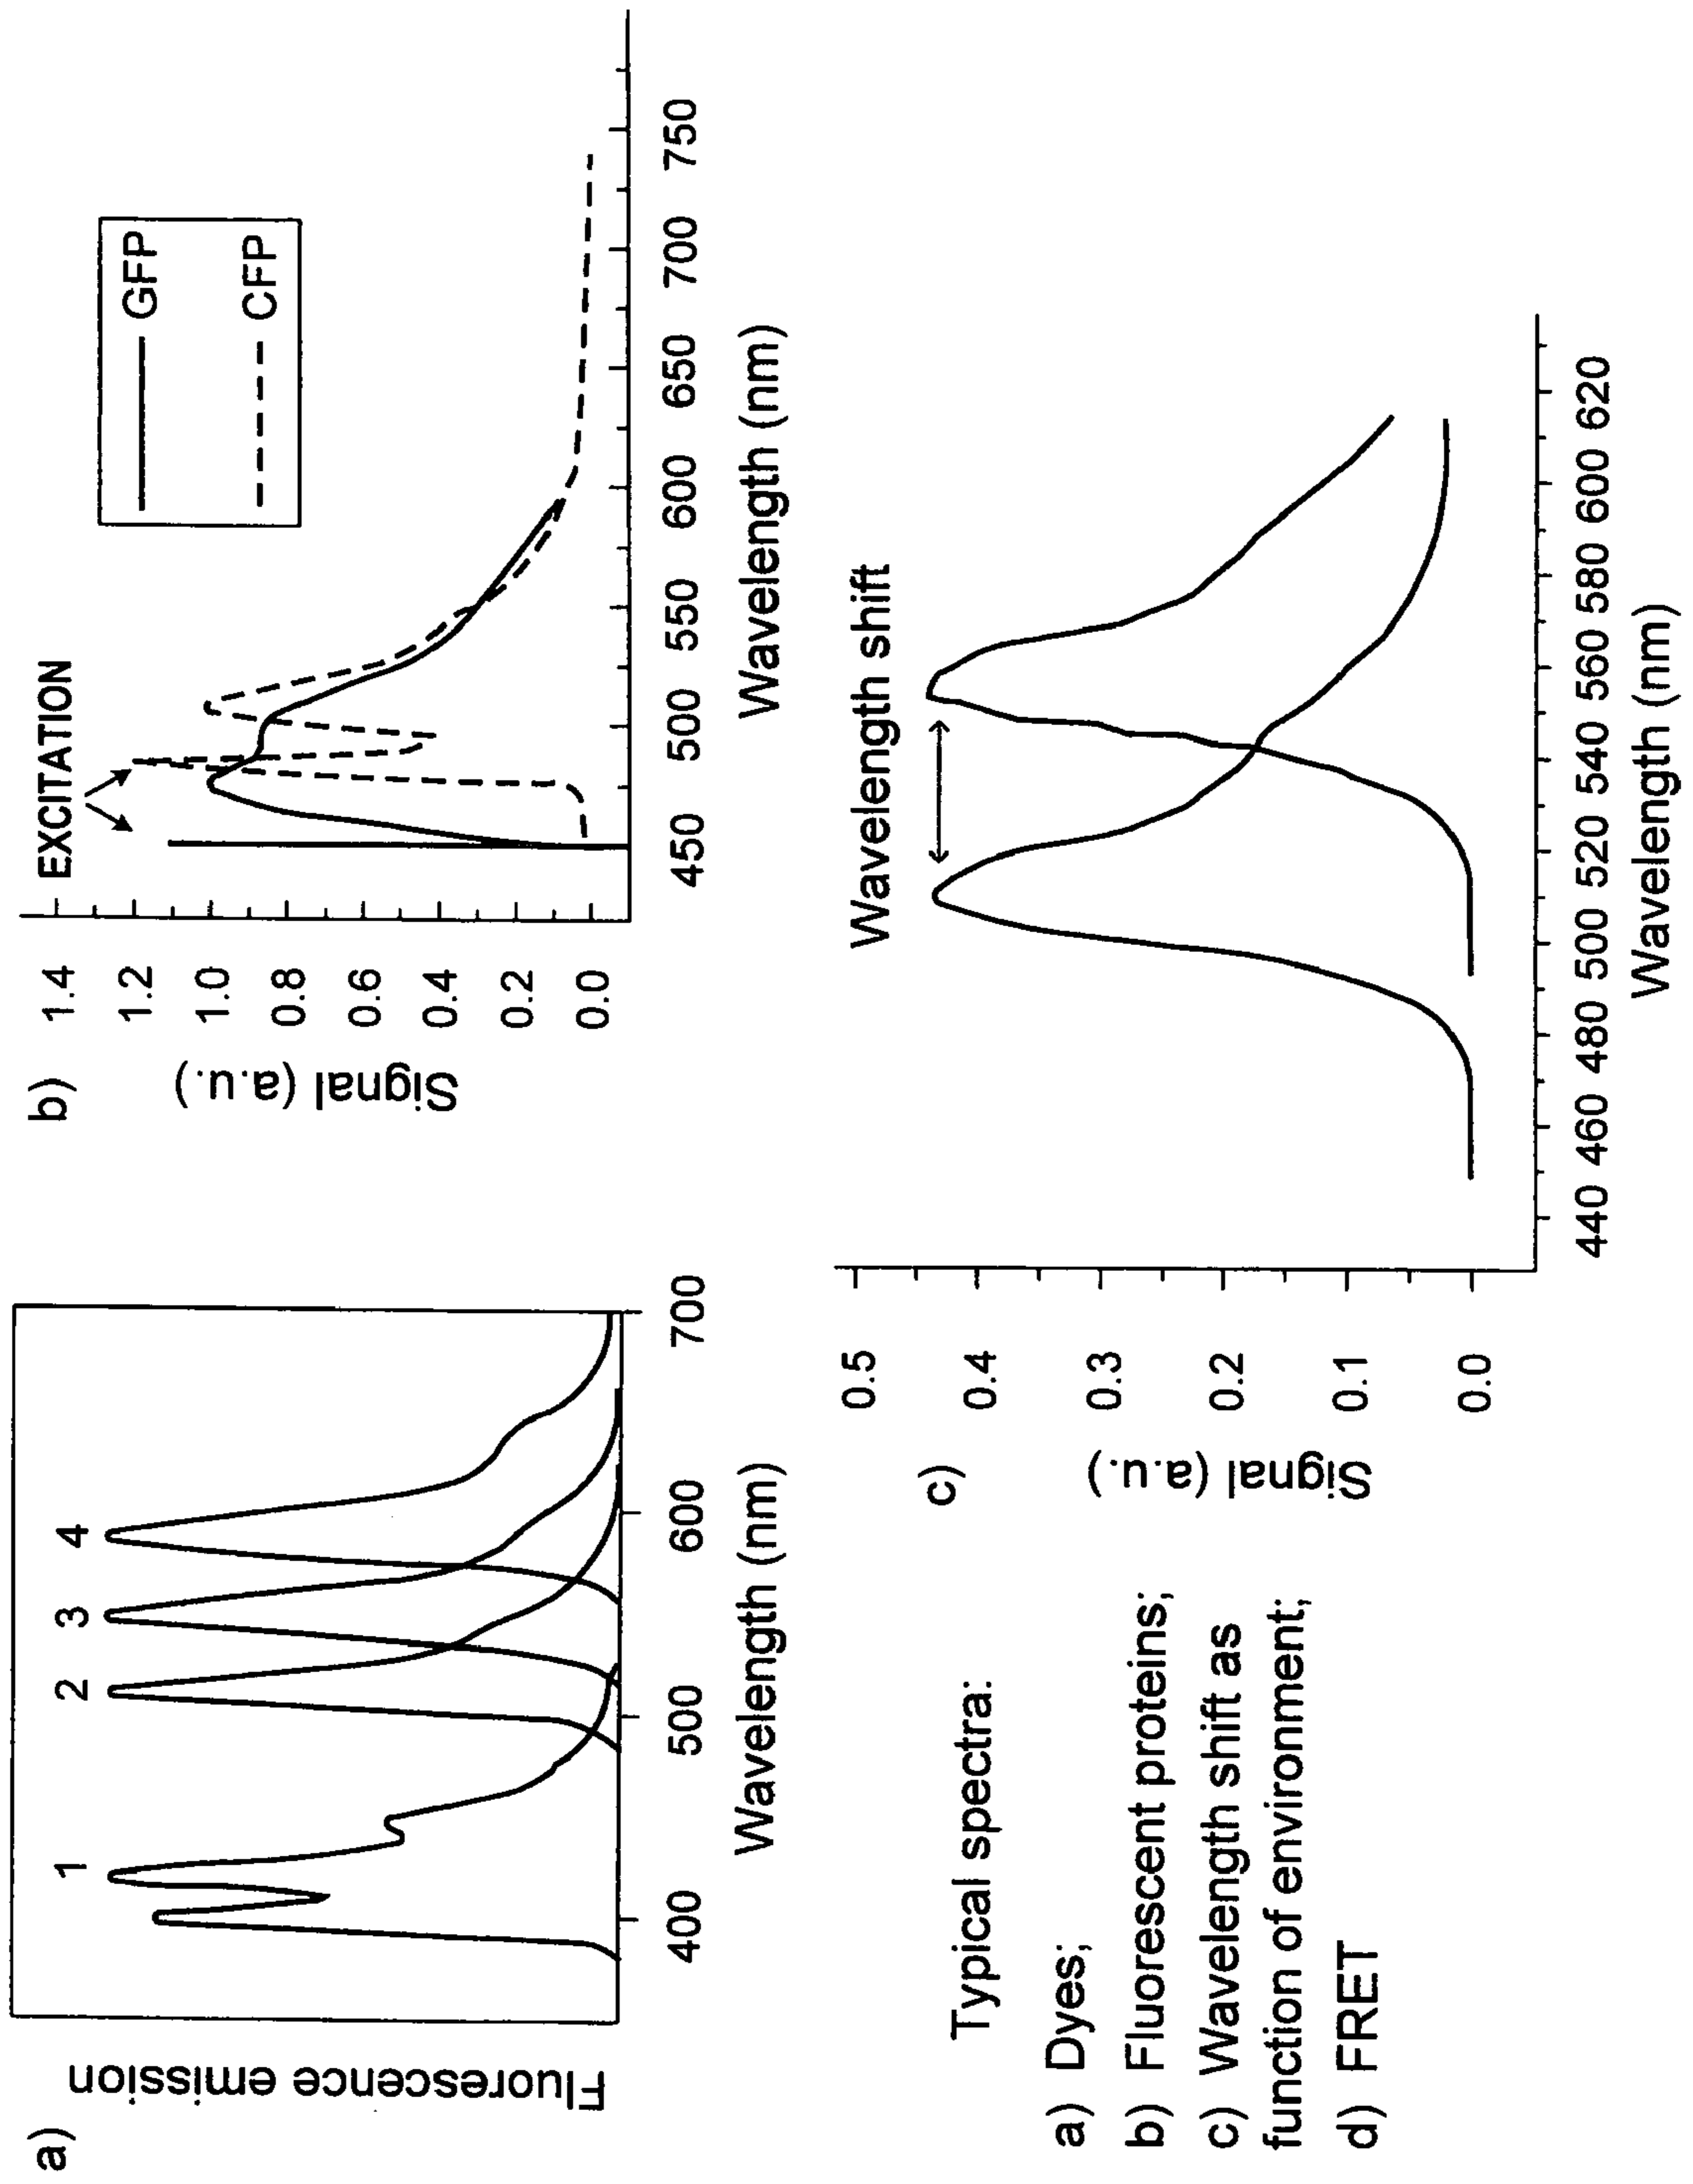 a)
Fluorescence emission
1
2
3
4
400 500 600 700
Wavelength (nm)
b)
Signal (a.u.)
1.4
1.2
1.0
0.8
0.6
0.4
0.2
0.0
EXCITATION
GFP
CFP
450 500 550 600 650 700 750
Wavelength (nm)
Typical spectra:
a) Dyes;
b) Fluorescent proteins;
c) Wavelength shift as
function of environment;
d) FRET
c)
Signal (a.u.)
0.5
0.4
0.3
0.2
0.1
0.0
Wavelength shift
440 460 480 500 520 540 560 580 600 620
Wavelength (nm)